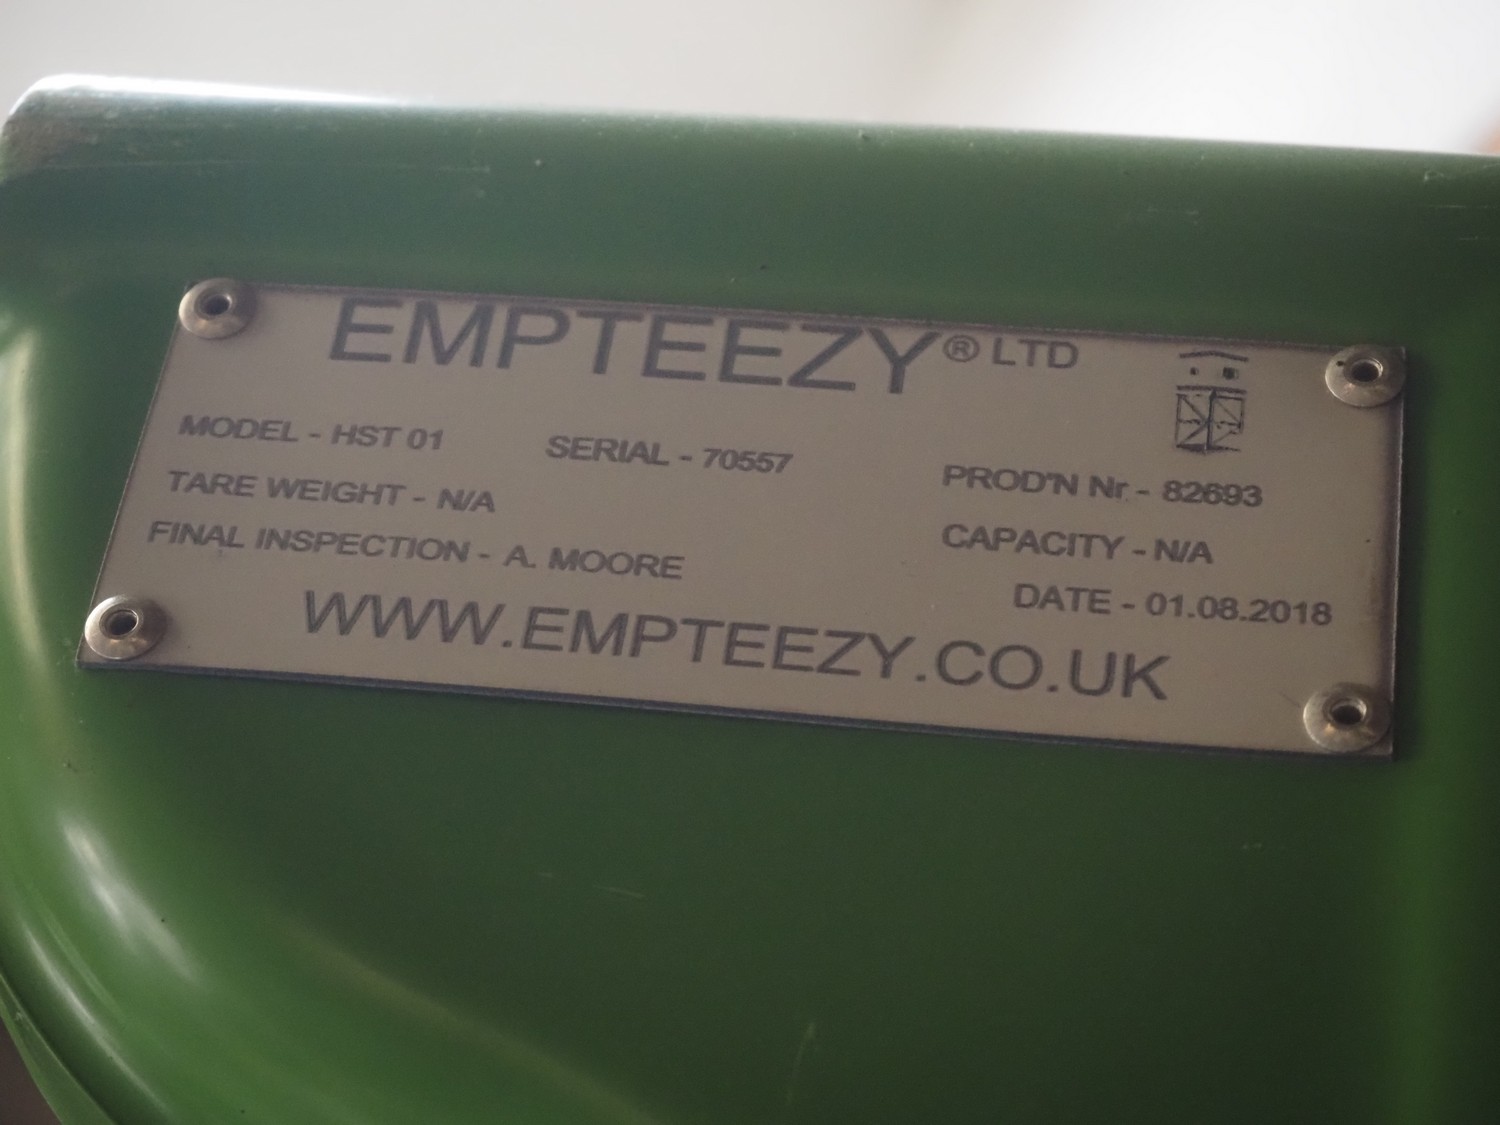 EMPTEEZY® LTD
MODEL - HST 01 SERIAL - 70557 PROD'N Nr - 82693
TARE WEIGHT - N/A CAPACITY - N/A
FINAL INSPECTION - A. MOORE DATE - 01.08.2018
WWW.EMPTEEZY.CO.UK